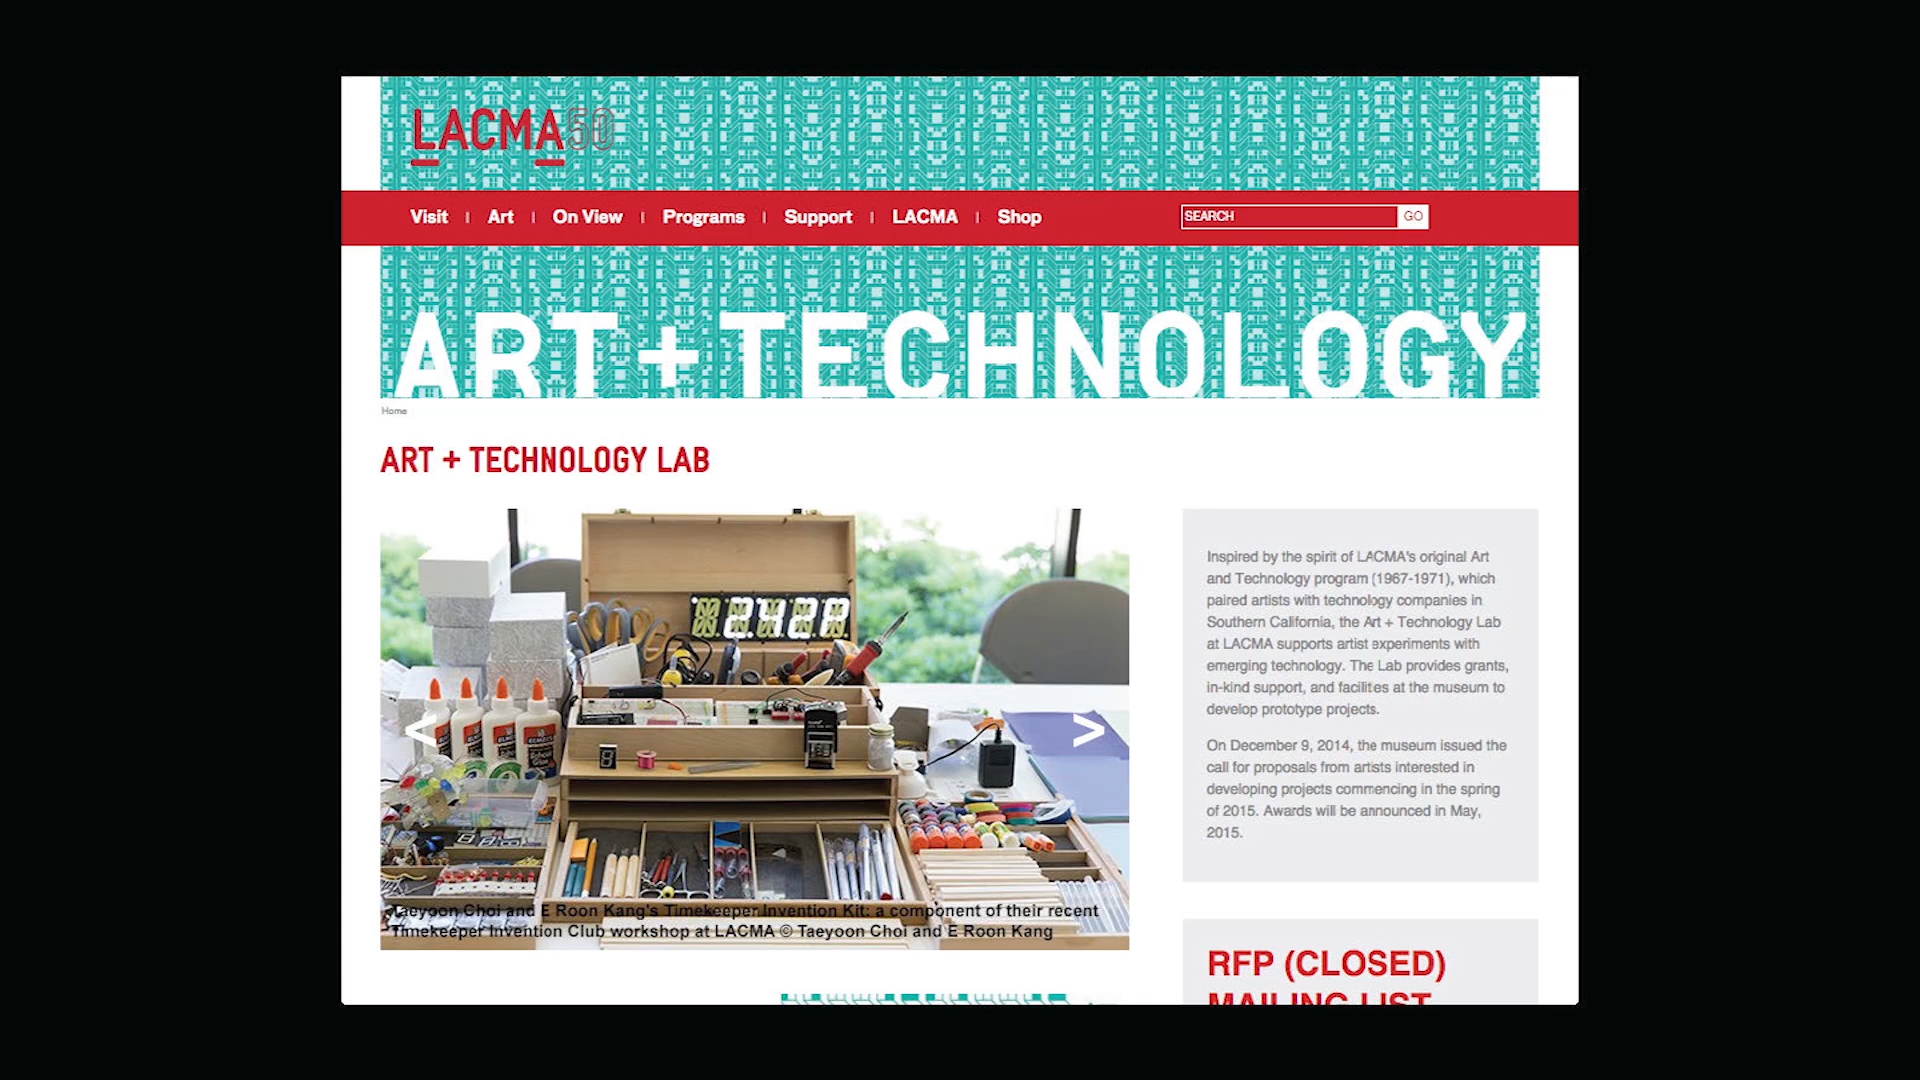 LACMA50
Visit | Art | On View | Programs | Support | LACMA | Shop
SEARCH GO
ART + TECHNOLOGY
Home
ART + TECHNOLOGY LAB
Taeyoon Choi and E Roon Kang's Timekeeper Invention Kit: a component of their recent
Timekeeper Invention Club workshop at LACMA © Taeyoon Choi and E Roon Kang
Inspired by the spirit of LACMA's original Art
and Technology program (1967-1971), which
paired artists with technology companies in
Southern California, the Art + Technology Lab
at LACMA supports artist experiments with
emerging technology. The Lab provides grants,
in-kind support, and facilities at the museum to
develop prototype projects.
On December 9, 2014, the museum issued the
call for proposals from artists interested in
developing projects commencing in the spring
of 2015. Awards will be announced in May,
2015.
RFP (CLOSED)
MAILING LIST